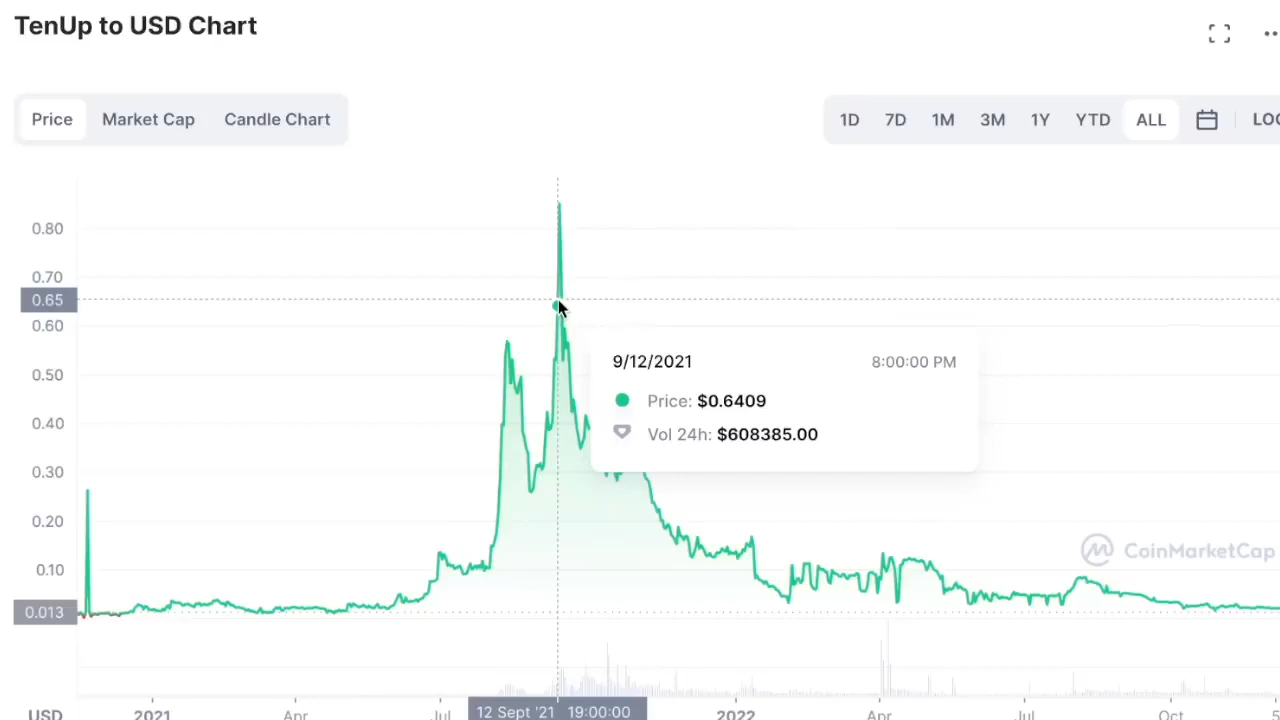 TenUp to USD Chart
Price Market Cap Candle Chart
1D 7D 1M 3M 1Y YTD ALL
0.80
0.70
0.65
0.60
9/12/2021 8:00:00 PM
0.50
Price: $0.6409
0.40
Vol 24h: $608385.00
0.30
0.20
CoinMarketCap
0.10
0.013
USD 2021 Apr Jul 12 Sept '21 19:00:00 2022 Apr Jul Oct